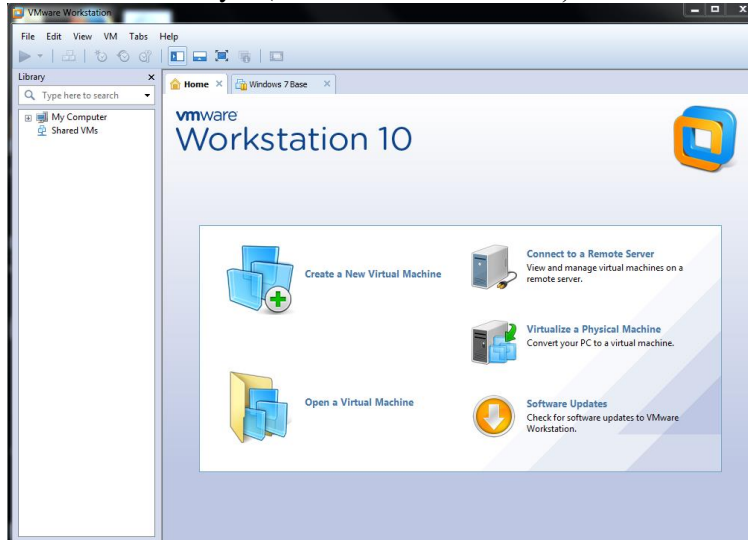 VMware Workstation
File Edit View VM Tabs Help
Library
Type here to search
My Computer
Shared VMs
Home
Windows 7 Base
vmware
Workstation 10
Create a New Virtual Machine
Open a Virtual Machine
Connect to a Remote Server
View and manage virtual machines on a
remote server.
Virtualize a Physical Machine
Convert your PC to a virtual machine.
Software Updates
Check for software updates to VMware
Workstation.